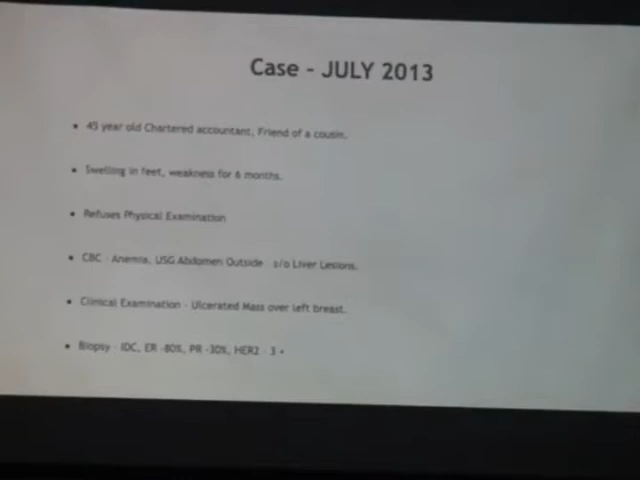 Case - JULY 2013
• 45 year old Chartered accountant, Friend of a cousin.
• Swelling in feet, weakness for 6 months.
• Refuses Physical Examination
• CBC - Anemia, USG Abdomen Outside s/o Liver Lesions.
• Clinical Examination - Ulcerated Mass over left breast.
• Biopsy - IDC, ER -80%, PR -30%, HER2 - 3 +